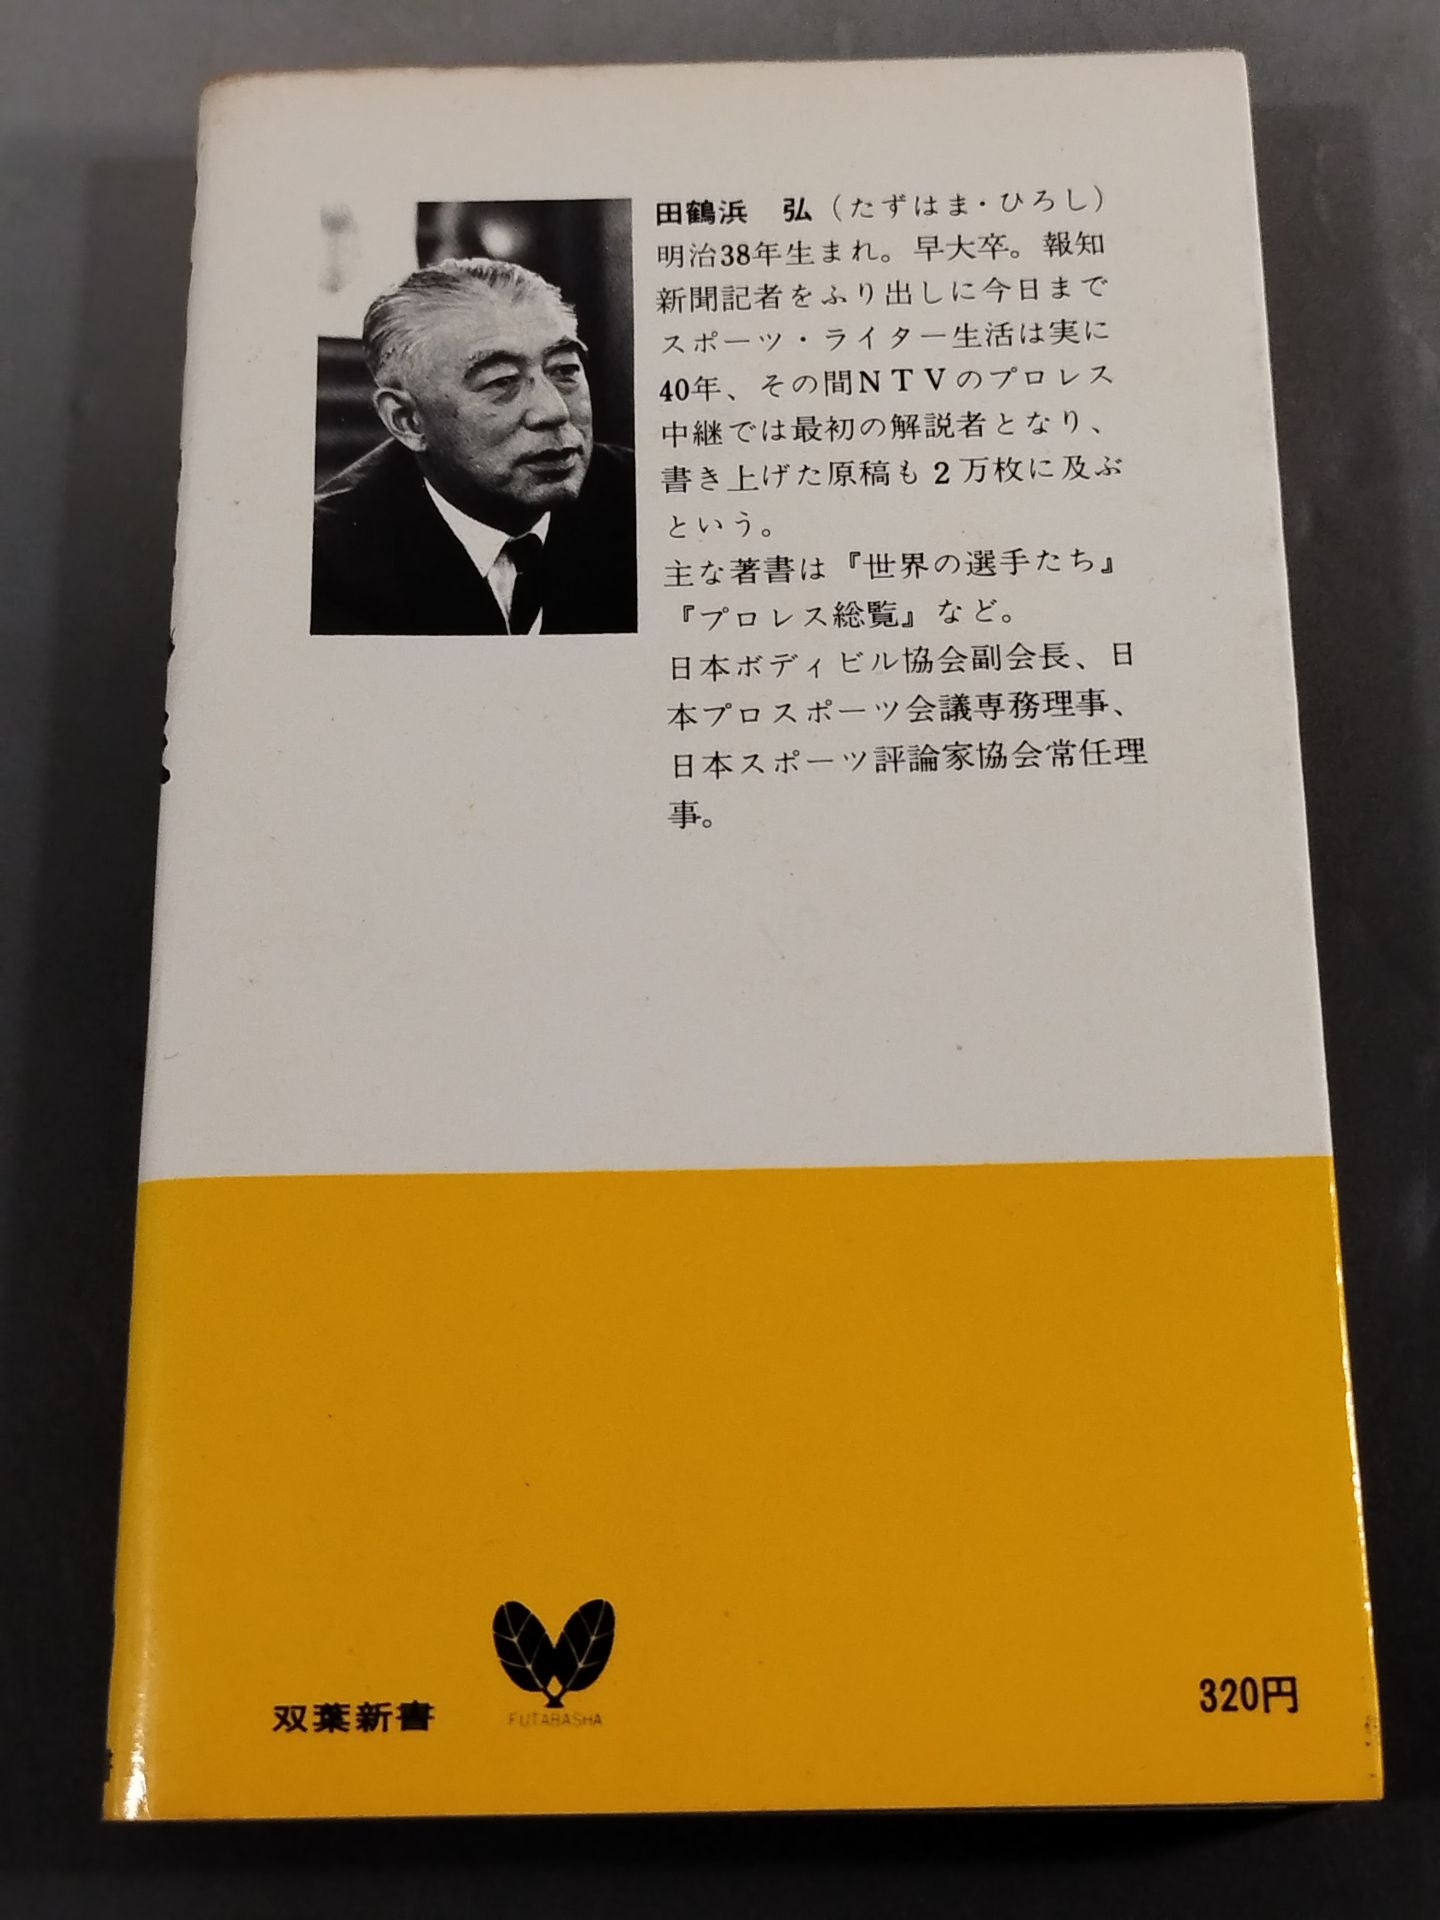 田鶴浜　弘（たずはま・ひろし）
明治38年生まれ。早大卒。報知
新聞記者をふり出しに今日まで
スポーツ・ライター生活は実に
40年、その間NTVのプロレス
中継では最初の解説者となり、
書き上げた原稿も2万枚に及ぶ
という。
主な著書は『世界の選手たち』
『プロレス総覧』など。
日本ボディビル協会副会長、日
本プロスポーツ会議専務理事、
日本スポーツ評論家協会常任理
事。
双葉新書
FUTABASHA
320円